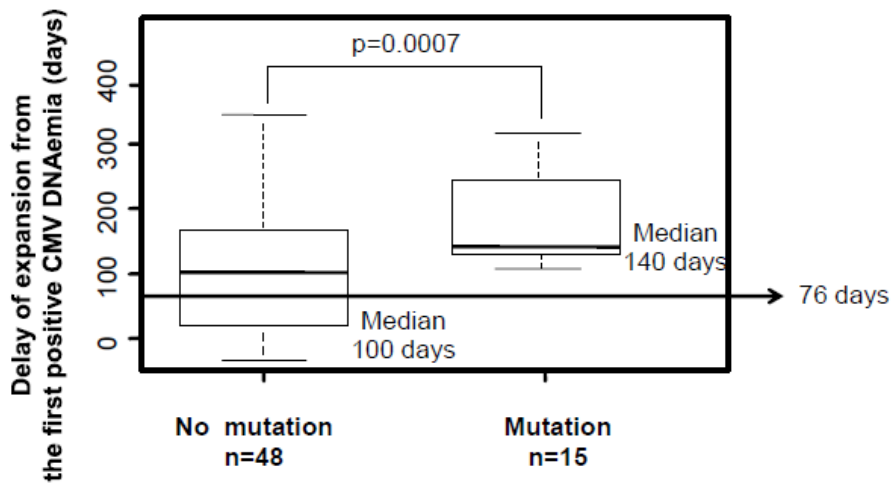 Delay of expansion from
the first positive CMV DNAemia (days)
400
300
200
100
0
p=0.0007
Median
100 days
Median
140 days
76 days
No mutation
n=48
Mutation
n=15